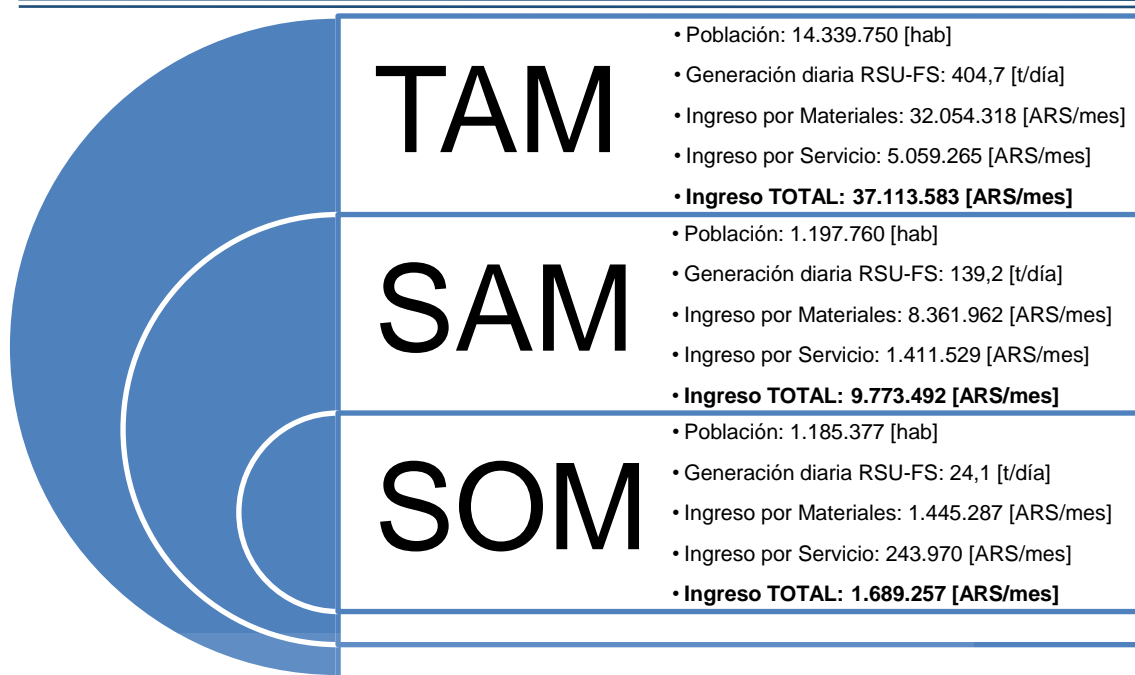 TAM
• Población: 14.339.750 [hab]
• Generación diaria RSU-FS: 404,7 [t/día]
• Ingreso por Materiales: 32.054.318 [ARS/mes]
• Ingreso por Servicio: 5.059.265 [ARS/mes]
• Ingreso TOTAL: 37.113.583 [ARS/mes]
SAM
• Población: 1.197.760 [hab]
• Generación diaria RSU-FS: 139,2 [t/día]
• Ingreso por Materiales: 8.361.962 [ARS/mes]
• Ingreso por Servicio: 1.411.529 [ARS/mes]
• Ingreso TOTAL: 9.773.492 [ARS/mes]
SOM
• Población: 1.185.377 [hab]
• Generación diaria RSU-FS: 24,1 [t/día]
• Ingreso por Materiales: 1.445.287 [ARS/mes]
• Ingreso por Servicio: 243.970 [ARS/mes]
• Ingreso TOTAL: 1.689.257 [ARS/mes]